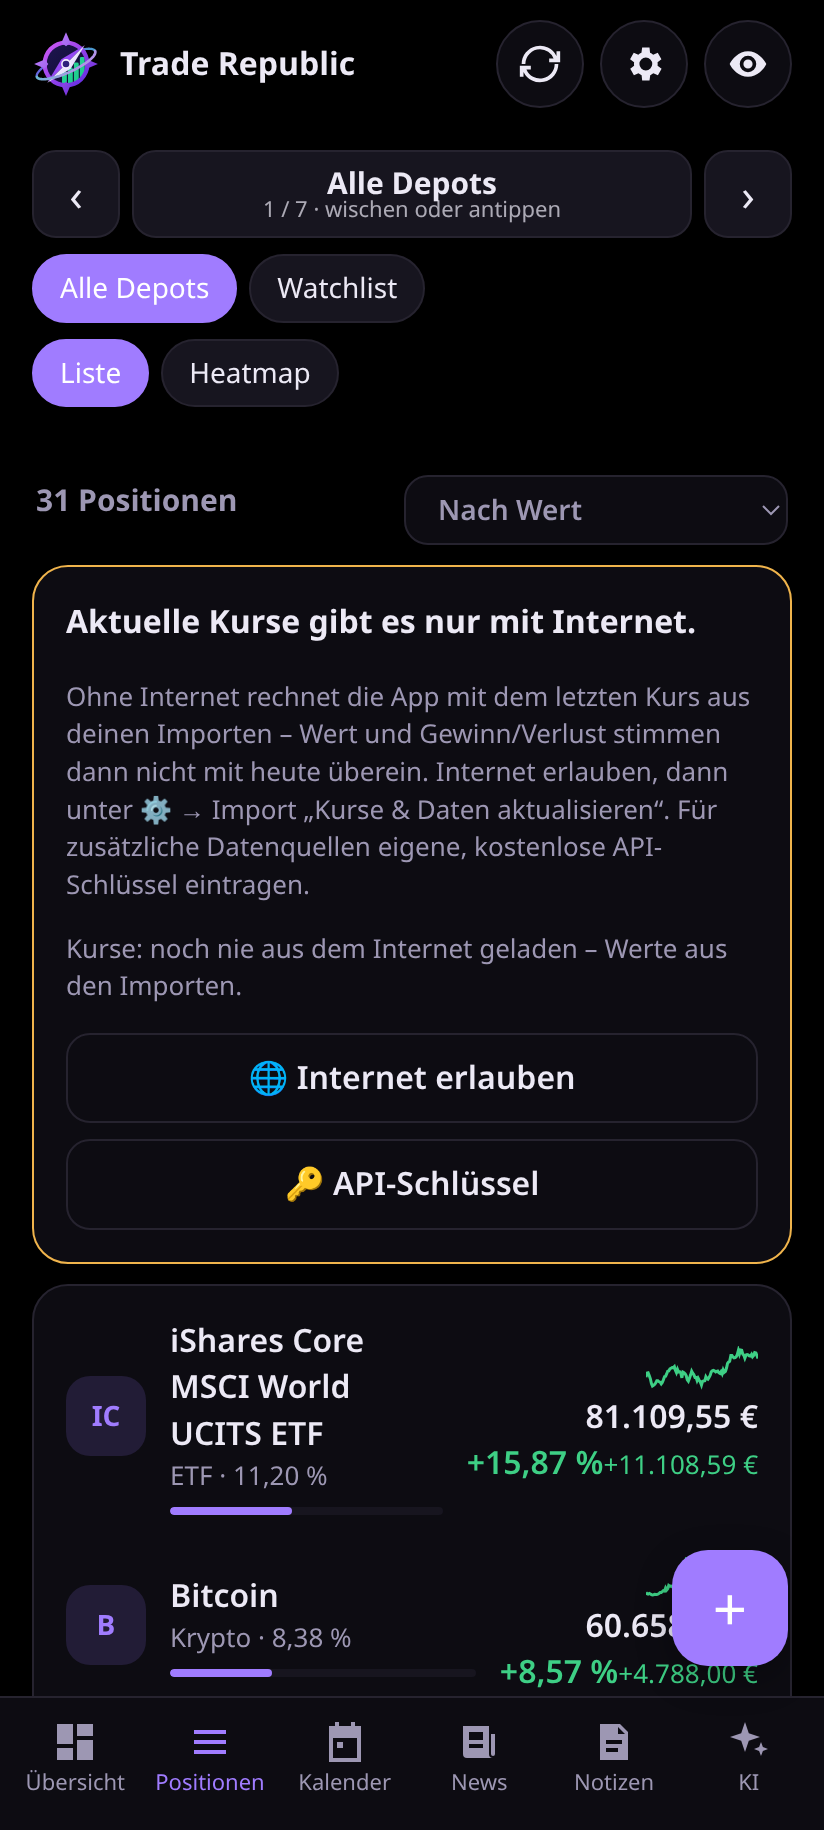 Trade Republic
‹
Alle Depots
1 / 7 · wischen oder antippen
›
Alle Depots
Watchlist
Liste
Heatmap
31 Positionen
Nach Wert
Aktuelle Kurse gibt es nur mit Internet.
Ohne Internet rechnet die App mit dem letzten Kurs aus
deinen Importen – Wert und Gewinn/Verlust stimmen
dann nicht mit heute überein. Internet erlauben, dann
unter ⚙️ → Import „Kurse & Daten aktualisieren“. Für
zusätzliche Datenquellen eigene, kostenlose API-
Schlüssel eintragen.
Kurse: noch nie aus dem Internet geladen – Werte aus
den Importen.
🌐 Internet erlauben
🔑 API-Schlüssel
IC
iShares Core
MSCI World
UCITS ETF
ETF · 11,20 %
81.109,55 €
+15,87 %+11.108,59 €
B
Bitcoin
Krypto · 8,38 %
+8,57 %+4.788,00 €
+
Übersicht
Positionen
Kalender
News
Notizen
KI